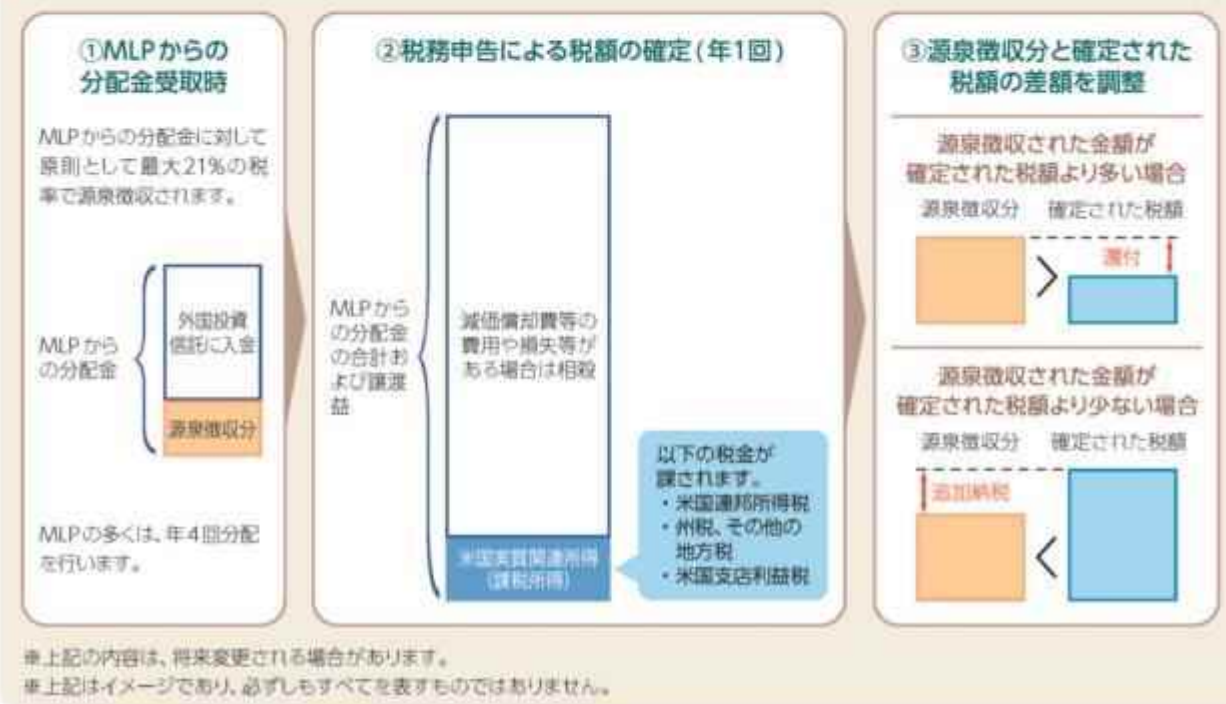 ①MLPからの
分配金受取時
MLPからの分配金に対して
原則として最大21%の税
率で源泉徴収されます。
MLPから
の分配金
外国投資
信託に入金
源泉徴収分
MLPの多くは、年4回分配
を行います。
②税務申告による税額の確定(年1回)
MLPから
の分配金
の合計お
よび譲渡
益
減価償却費等の
費用や損失等が
ある場合は相殺
米国実質関連所得
(課税所得)
以下の税金が
課されます。
・米国連邦所得税
・州税、その他の
地方税
・米国支店利益税
③源泉徴収分と確定された
税額の差額を調整
源泉徴収された金額が
確定された税額より多い場合
源泉徴収分 確定された税額
還付
>
源泉徴収された金額が
確定された税額より少ない場合
源泉徴収分 確定された税額
追加納税
<
※上記の内容は、将来変更される場合があります。
※上記はイメージであり、必ずしもすべてを表すものではありません。